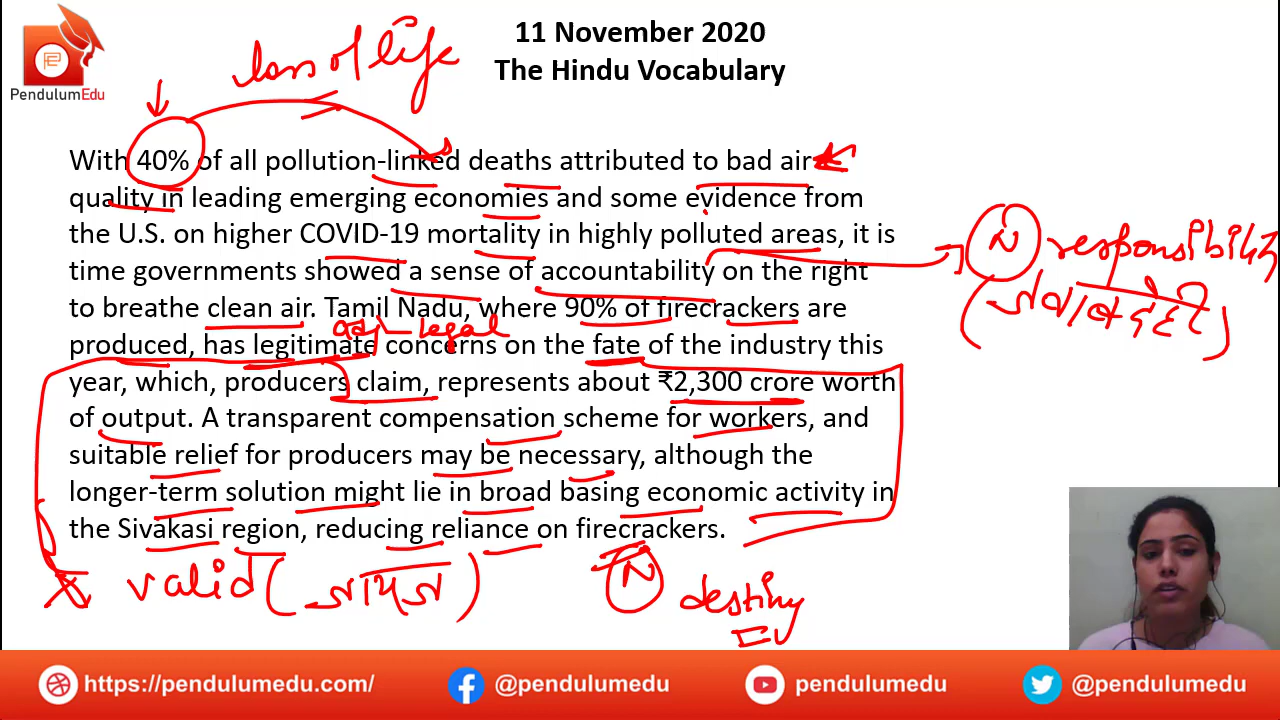 11 November 2020
The Hindu Vocabulary
PendulumEdu
loss of life
With 40% of all pollution-linked deaths attributed to bad air
quality in leading emerging economies and some evidence from
the U.S. on higher COVID-19 mortality in highly polluted areas, it is
time governments showed a sense of accountability on the right
to breathe clean air. Tamil Nadu, where 90% of firecrackers are
produced, has legitimate concerns on the fate of the industry this
year, which, producers claim, represents about ₹2,300 crore worth
of output. A transparent compensation scheme for workers, and
suitable relief for producers may be necessary, although the
longer-term solution might lie in broad basing economic activity in
the Sivakasi region, reducing reliance on firecrackers.
N responsibility
adj legal
valid (जायज)
N destiny
https://pendulumedu.com/ @pendulumedu pendulumedu @pendulumedu